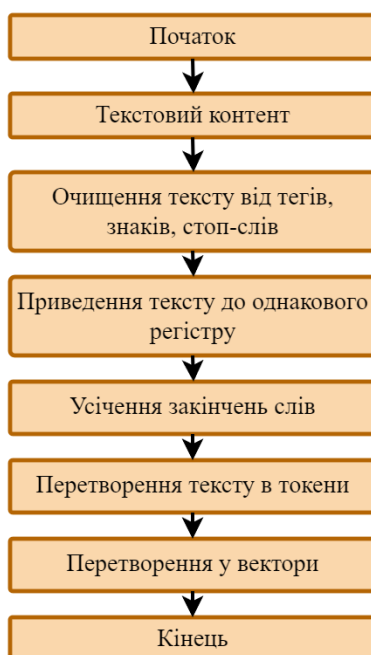 Початок
Текстовий контент
Очищення тексту від тегів,
знаків, стоп-слів
Приведення тексту до однакового
регістру
Усічення закінчень слів
Перетворення тексту в токени
Перетворення у вектори
Кінець